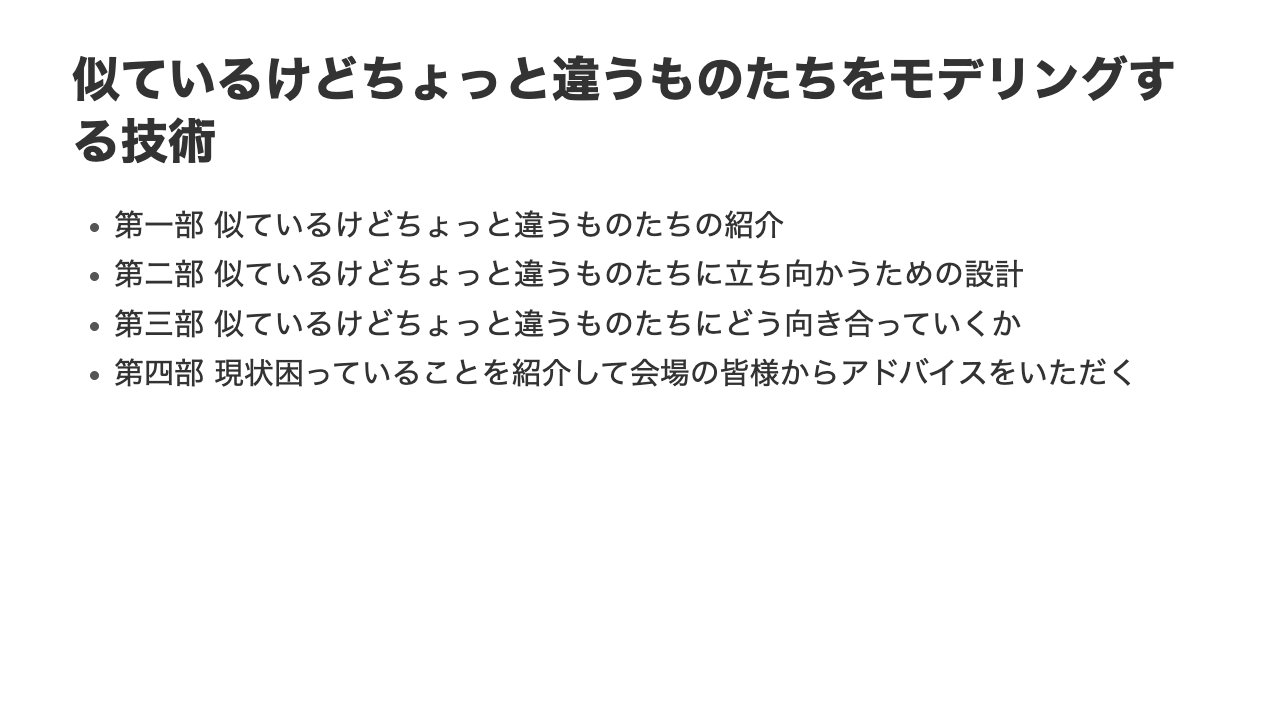 似ているけどちょっと違うものたちをモデリングす
る技術
• 第一部 似ているけどちょっと違うものたちの紹介
• 第二部 似ているけどちょっと違うものたちに立ち向かうための設計
• 第三部 似ているけどちょっと違うものたちにどう向き合っていくか
• 第四部 現状困っていることを紹介して会場の皆様からアドバイスをいただく